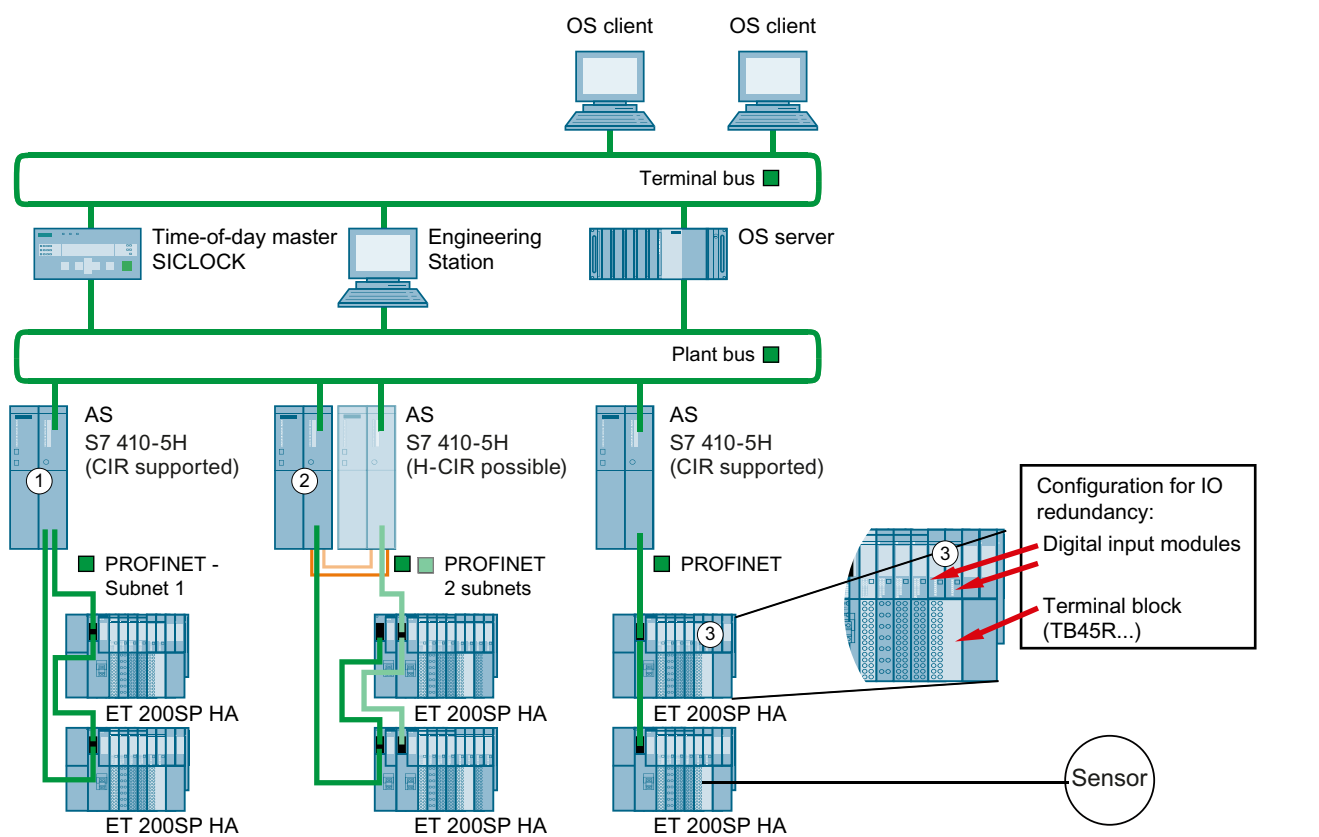 OS client
OS client
Terminal bus
Time-of-day master
SICLOCK
Engineering
Station
OS server
Plant bus
AS
S7 410-5H
(CIR supported)
1
AS
S7 410-5H
(H-CIR possible)
2
AS
S7 410-5H
(CIR supported)
PROFINET -
Subnet 1
PROFINET
2 subnets
PROFINET
Configuration for IO
redundancy:
Digital input modules
Terminal block
(TB45R...)
3
3
ET 200SP HA
ET 200SP HA
ET 200SP HA
Sensor
ET 200SP HA
ET 200SP HA
ET 200SP HA